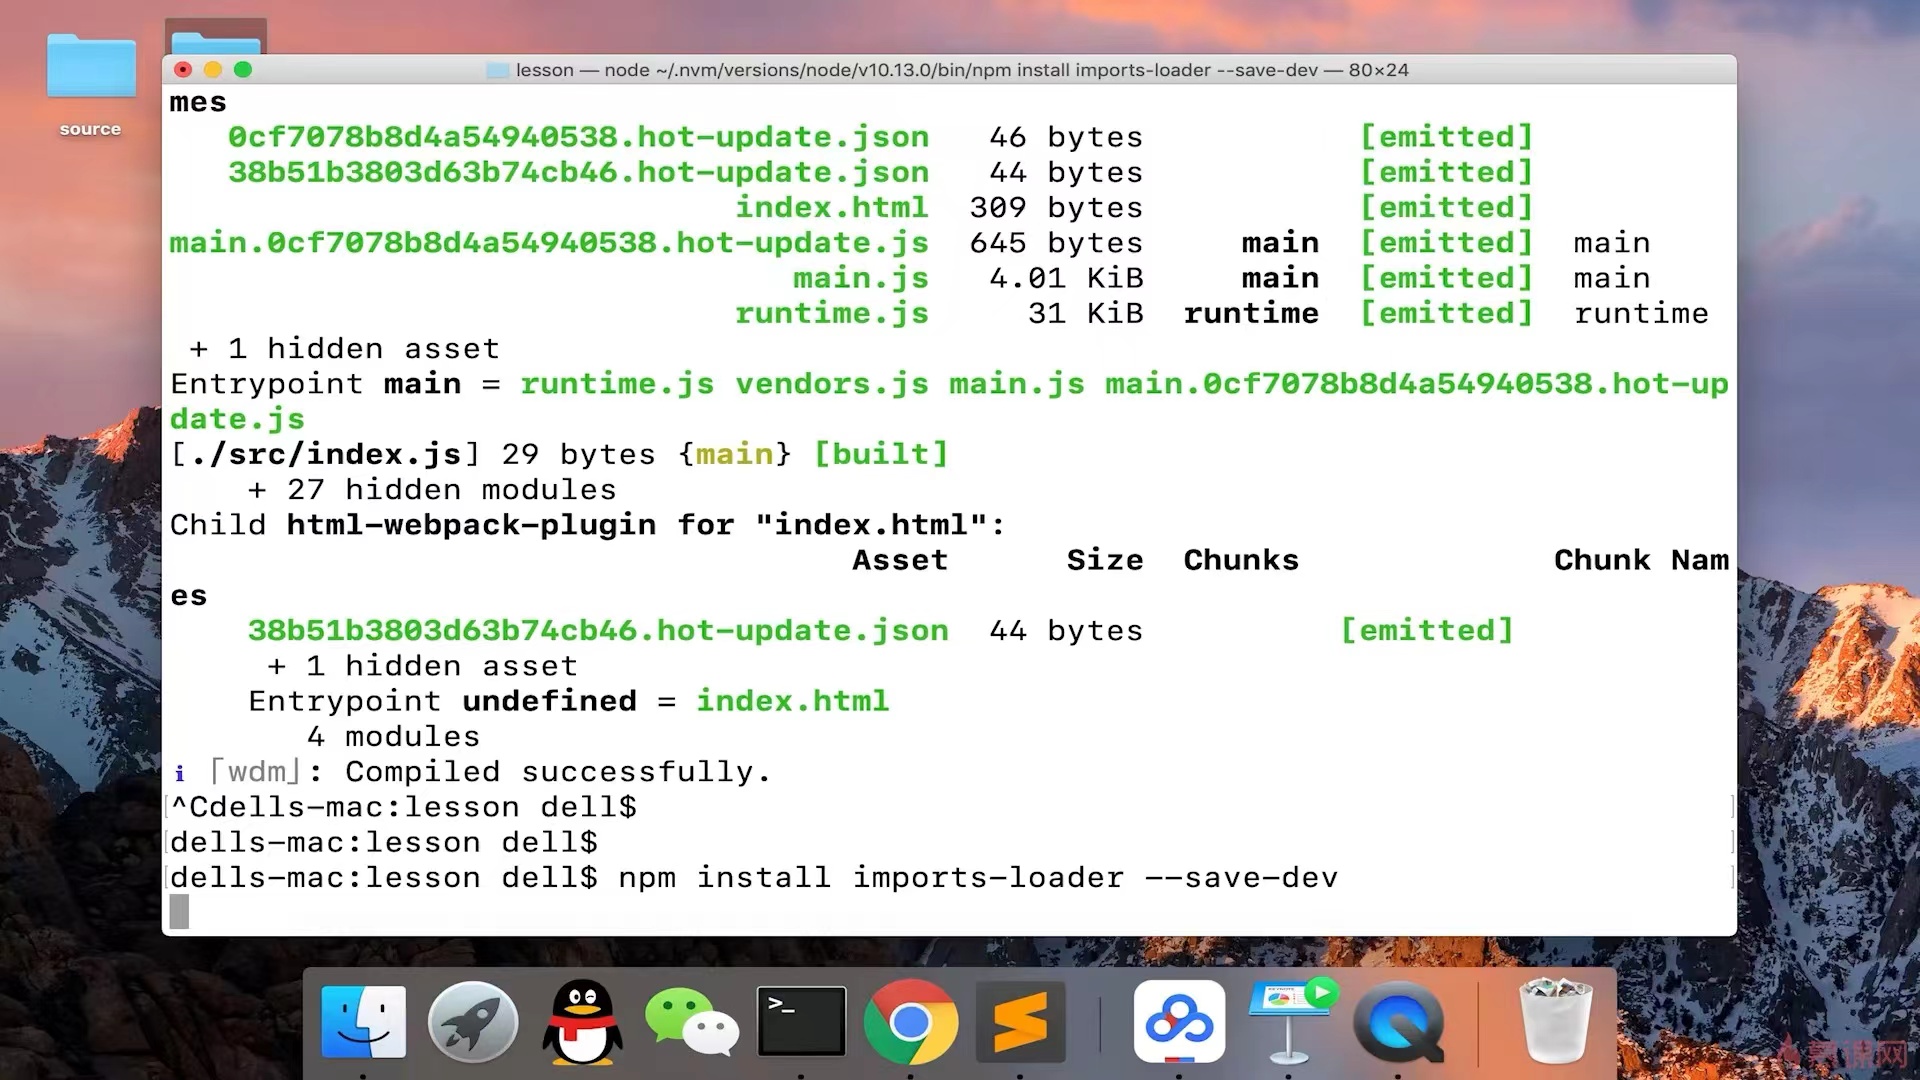 source
lesson — node ~/.nvm/versions/node/v10.13.0/bin/npm install imports-loader --save-dev — 80×24
mes
0cf7078b8d4a54940538.hot-update.json 46 bytes [emitted]
38b51b3803d63b74cb46.hot-update.json 44 bytes [emitted]
index.html 309 bytes [emitted]
main.0cf7078b8d4a54940538.hot-update.js 645 bytes main [emitted] main
main.js 4.01 KiB main [emitted] main
runtime.js 31 KiB runtime [emitted] runtime
+ 1 hidden asset
Entrypoint main = runtime.js vendors.js main.js main.0cf7078b8d4a54940538.hot-up
date.js
[./src/index.js] 29 bytes {main} [built]
+ 27 hidden modules
Child html-webpack-plugin for "index.html":
Asset Size Chunks Chunk Nam
es
38b51b3803d63b74cb46.hot-update.json 44 bytes [emitted]
+ 1 hidden asset
Entrypoint undefined = index.html
4 modules
ℹ ｢wdm｣: Compiled successfully.
^Cdells-mac:lesson dell$
dells-mac:lesson dell$
dells-mac:lesson dell$ npm install imports-loader --save-dev
慕课网